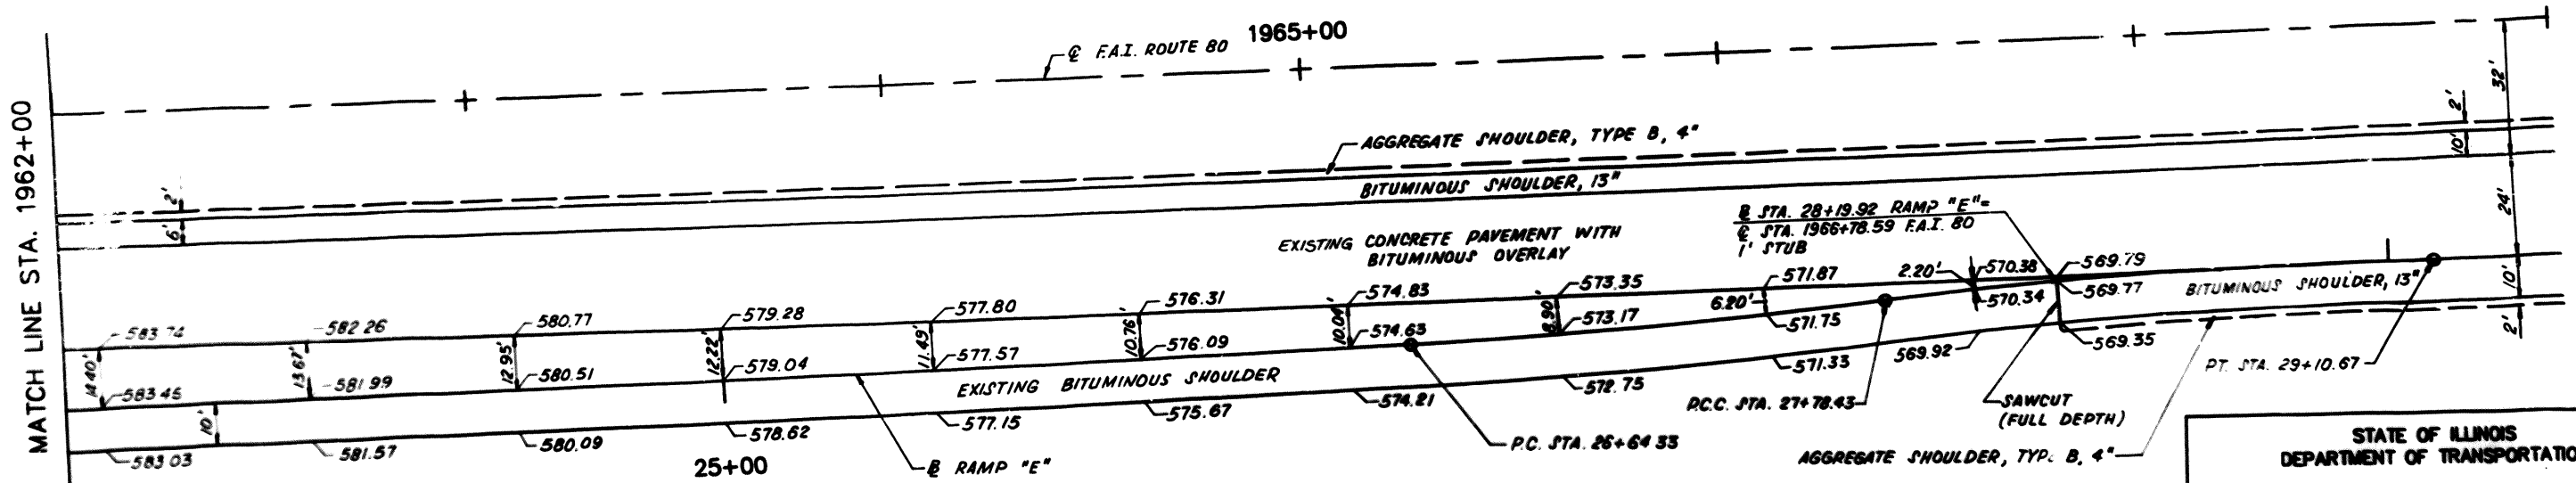 MATCH LINE STA. 1962+00
℄ F.A.I. ROUTE 80
1965+00
AGGREGATE SHOULDER, TYPE B, 4"
BITUMINOUS SHOULDER, 13"
2'
6'
2'
10'
32'
24'
10'
2'
EXISTING CONCRETE PAVEMENT WITH
BITUMINOUS OVERLAY
STA. 28+19.92 RAMP "E"=
℄ STA. 1966+78.59 F.A.I. 80
1' STUB
583.74
582.26
580.77
579.28
577.80
576.31
574.83
573.35
571.87
2.20'
570.38
569.79
569.77
BITUMINOUS SHOULDER, 13"
14.40'
13.67'
12.95'
12.22'
11.49'
10.76'
10.04'
8.90'
6.20'
583.46
581.99
580.51
579.04
577.57
576.09
574.63
573.17
571.75
570.34
10'
EXISTING BITUMINOUS SHOULDER
583.03
581.57
580.09
578.62
577.15
575.67
574.21
572.75
571.33
569.92
569.35
25+00
RAMP "E"
P.C. STA. 26+64.33
P.C.C. STA. 27+78.43
SAWCUT
(FULL DEPTH)
AGGREGATE SHOULDER, TYPE B, 4"
PT. STA. 29+10.67
STATE OF ILLINOIS
DEPARTMENT OF TRANSPORTATIO